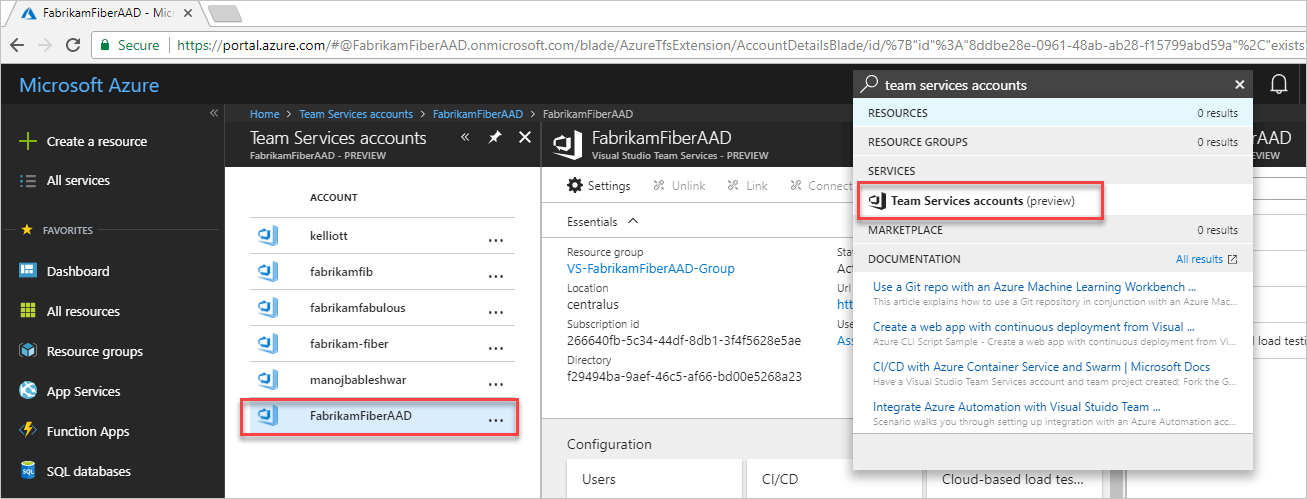 FabrikamFiberAAD - Mic
Secure
https://portal.azure.com/#@FabrikamFiberAAD.onmicrosoft.com/blade/AzureTfsExtension/AccountDetailsBlade/id/%7B"id"%3A"8ddbe28e-0961-48ab-ab28-f15799abd59a"%2C"exists
Microsoft Azure
Create a resource
All services
FAVORITES
Dashboard
All resources
Resource groups
App Services
Function Apps
SQL databases
Home > Team Services accounts > FabrikamFiberAAD > FabrikamFiberAAD
Team Services accounts
FabrikamFiberAAD - PREVIEW
ACCOUNT
kelliott ...
fabrikamfib ...
fabrikamfabulous ...
fabrikam-fiber ...
manojbableshwar ...
FabrikamFiberAAD ...
FabrikamFiberAAD
Visual Studio Team Services - PREVIEW
Settings Unlink Link Connect
Essentials
Resource group
VS-FabrikamFiberAAD-Group
Location
centralus
Subscription id
266640fb-5c34-44df-8db1-3f4f5628e5ae
Directory
f29494ba-9aef-46c5-af66-bd00e5268a23
Stat
Act
Url
htt
Use
Ass
Configuration
Users
CI/CD
Cloud-based load tes...
team services accounts
RESOURCES 0 results
RESOURCE GROUPS 0 results
SERVICES
Team Services accounts (preview)
MARKETPLACE 0 results
DOCUMENTATION All results
Use a Git repo with an Azure Machine Learning Workbench ...
This article explains how to use a Git repository in conjunction with an Azure Mac...
Create a web app with continuous deployment from Visual ...
Azure CLI Script Sample - Create a web app with continuous deployment from Vi...
CI/CD with Azure Container Service and Swarm | Microsoft Docs
Have a Visual Studio Team Services account and team project created; Fork the G...
Integrate Azure Automation with Visual Stuido Team ...
Scenario walks you through setting up integration with an Azure Automation acc...
erAAD
EVIEW
ed load testi